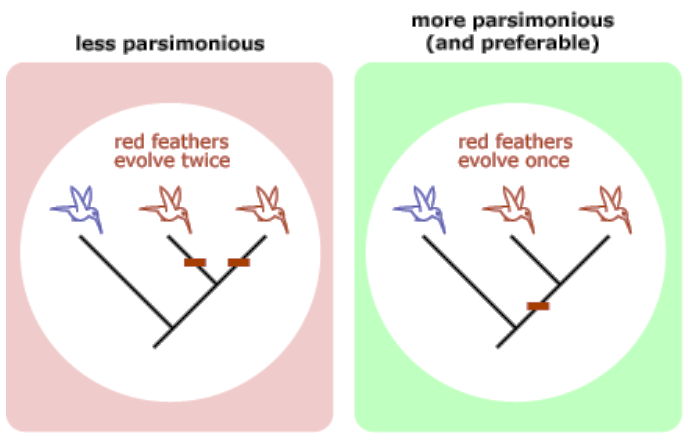 less parsimonious
more parsimonious
(and preferable)
red feathers
evolve twice
red feathers
evolve once